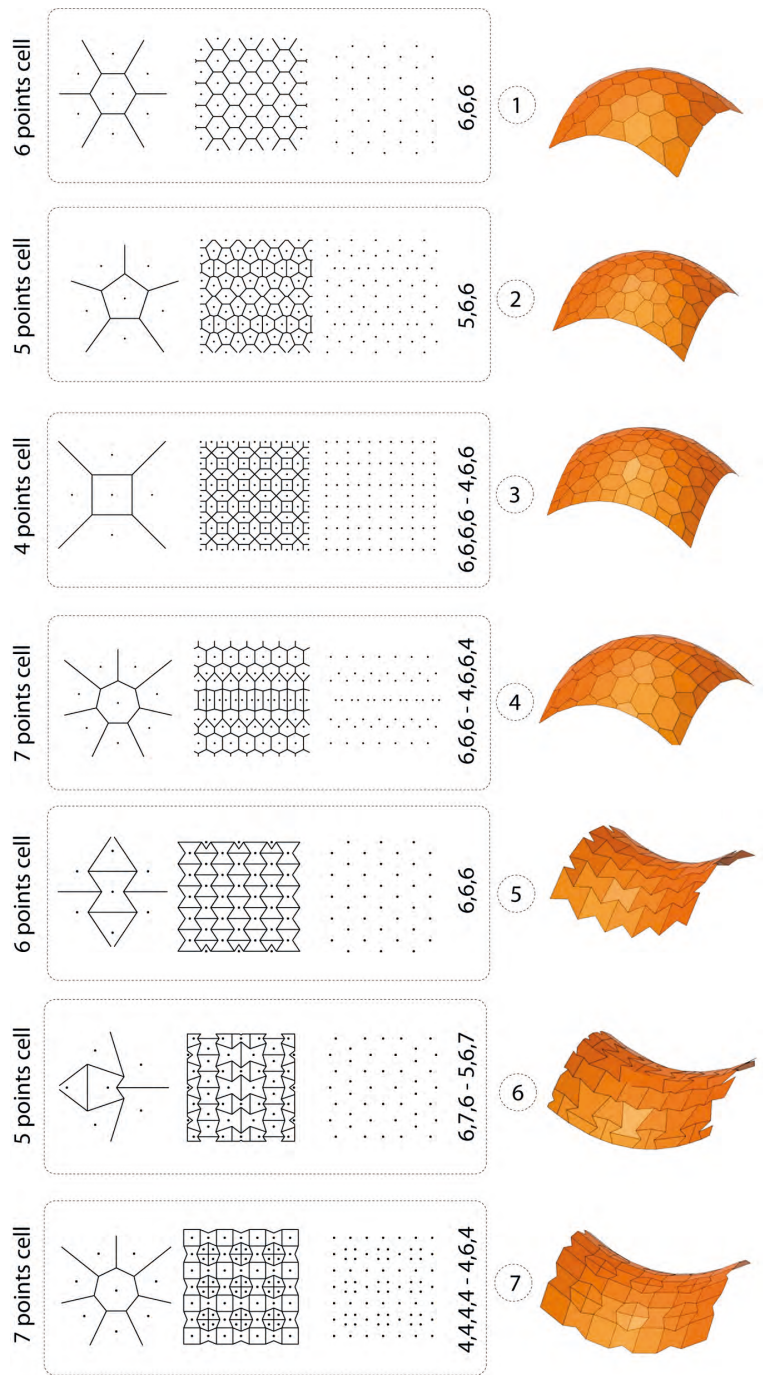 6 points cell
6,6,6
1
5 points cell
5,6,6
2
4 points cell
6,6,6,6 - 4,6,6
3
7 points cell
6,6,6 - 4,6,6,4
4
6 points cell
6,6,6
5
5 points cell
6,7,6 - 5,6,7
6
7 points cell
4,4,4,4 - 4,6,4
7